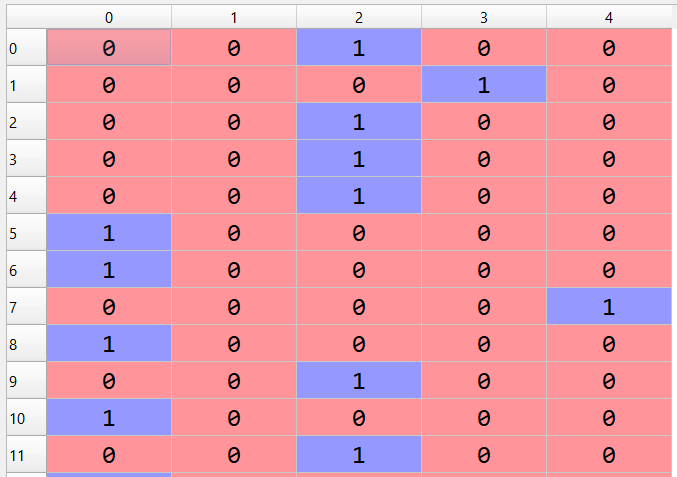 0 1 2 3 4
0 0 0 1 0 0
1 0 0 0 1 0
2 0 0 1 0 0
3 0 0 1 0 0
4 0 0 1 0 0
5 1 0 0 0 0
6 1 0 0 0 0
7 0 0 0 0 1
8 1 0 0 0 0
9 0 0 1 0 0
10 1 0 0 0 0
11 0 0 1 0 0